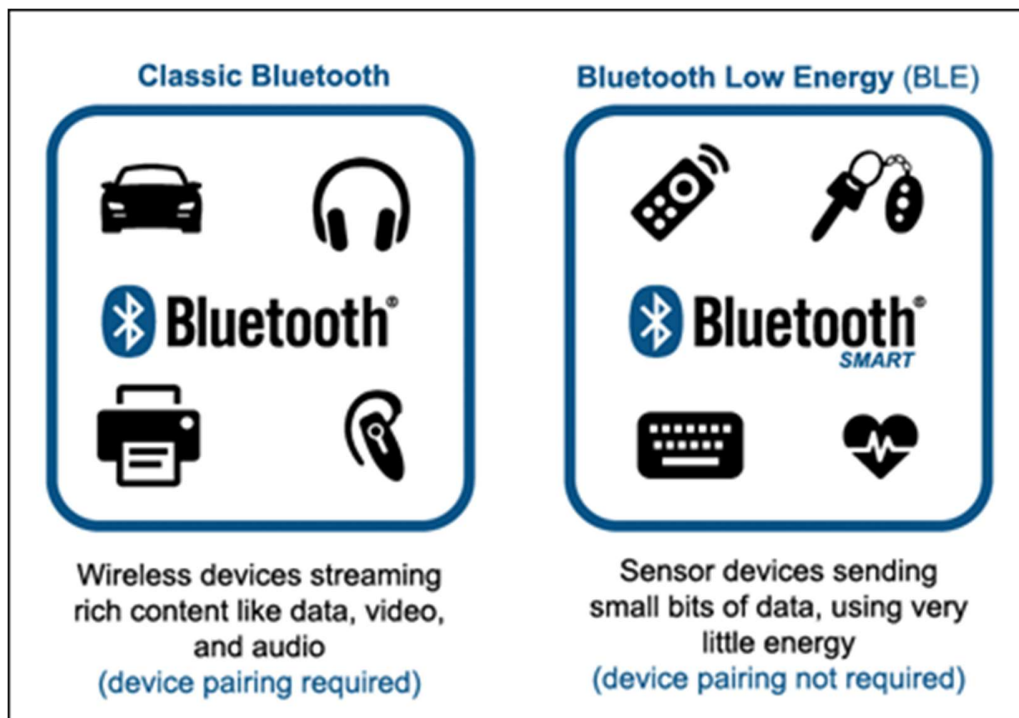 Classic Bluetooth
Bluetooth®
Wireless devices streaming
rich content like data, video,
and audio
(device pairing required)
Bluetooth Low Energy (BLE)
Bluetooth®
SMART
Sensor devices sending
small bits of data, using very
little energy
(device pairing not required)